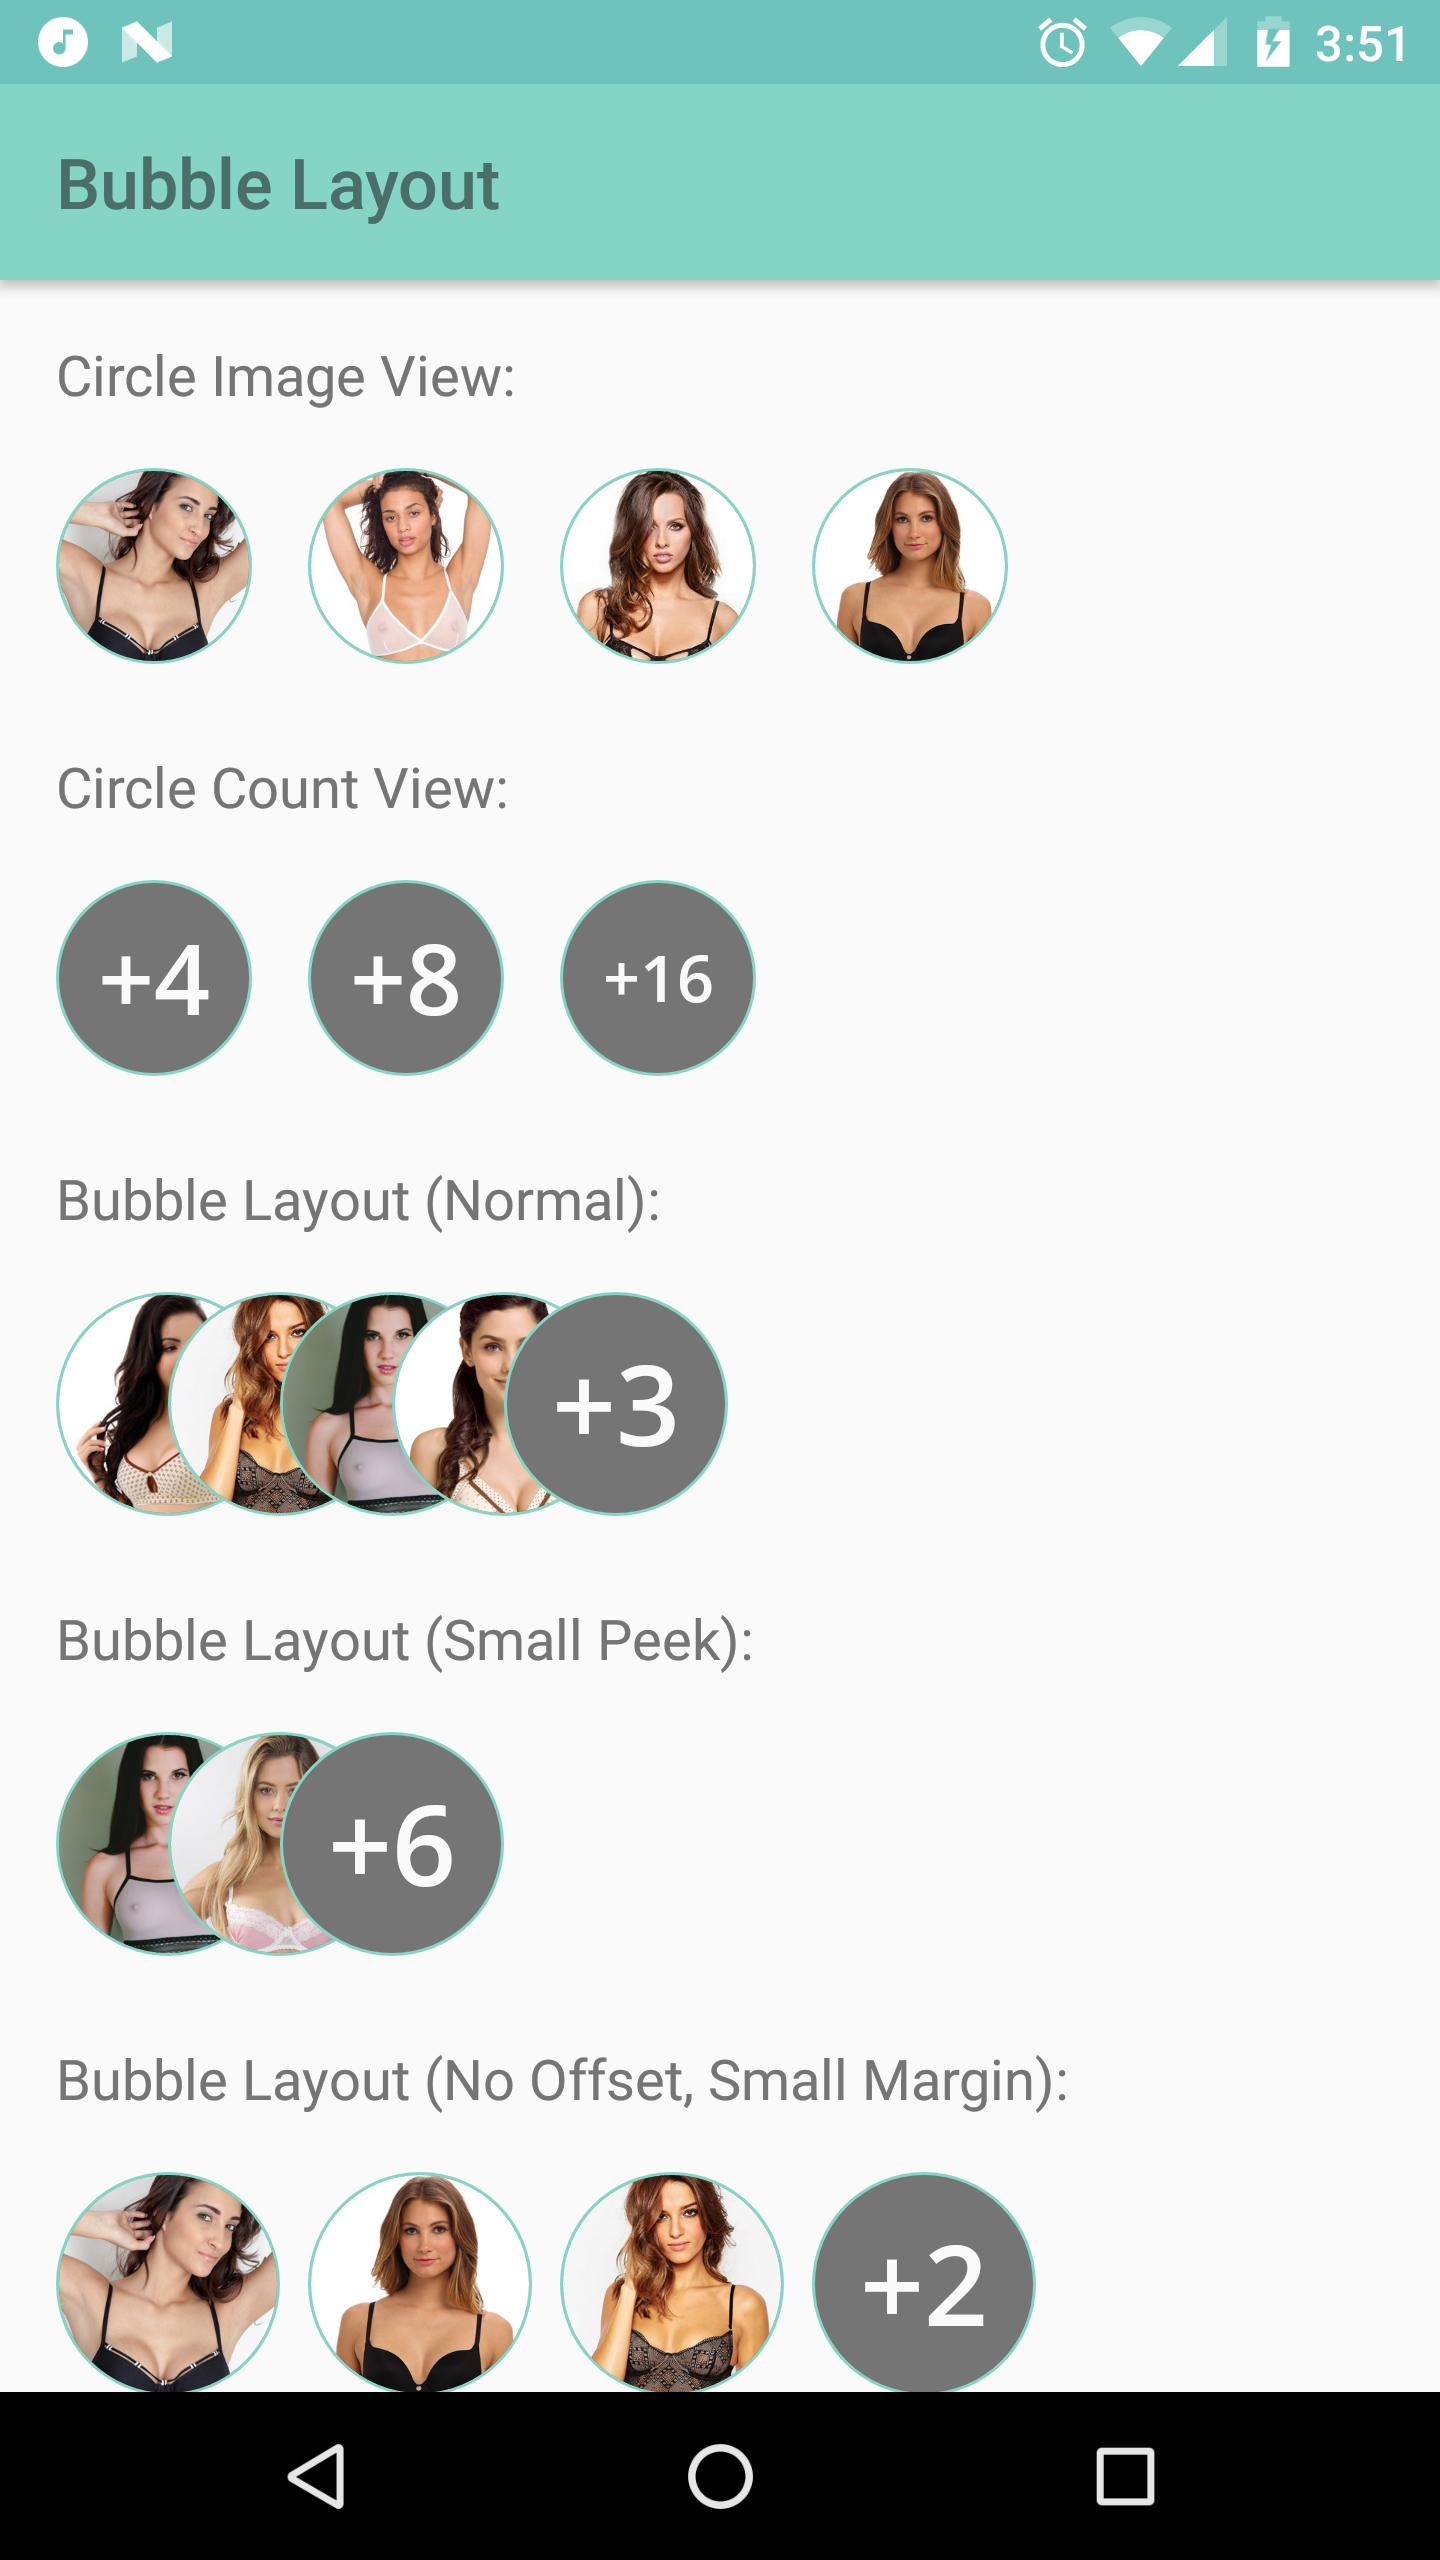 3:51
Bubble Layout
Circle Image View:
Circle Count View:
+4 +8 +16
Bubble Layout (Normal):
+3
Bubble Layout (Small Peek):
+6
Bubble Layout (No Offset, Small Margin):
+2